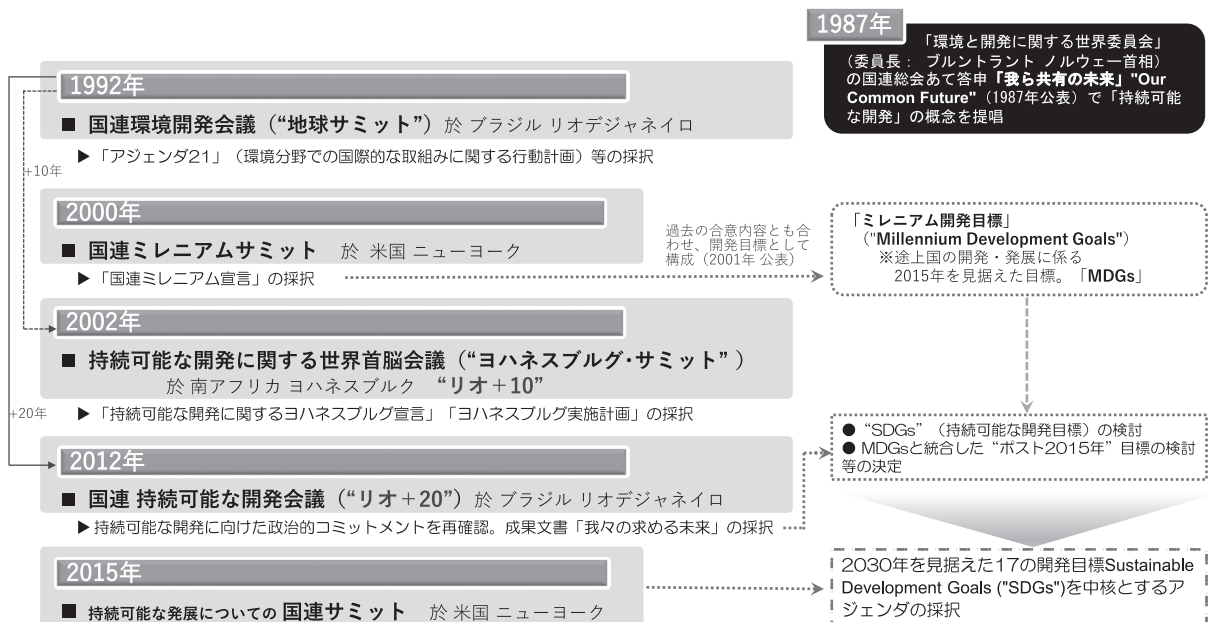 1987年
「環境と開発に関する世界委員会」
（委員長： ブルントラント ノルウェー首相）
の国連総会あて答申「我ら共有の未来」"Our
Common Future"（1987年公表）で「持続可能
な開発」の概念を提唱
1992年
■ 国連環境開発会議（“地球サミット”）於 ブラジル リオデジャネイロ
▶「アジェンダ21」（環境分野での国際的な取組みに関する行動計画）等の採択
+10年
2000年
■ 国連ミレニアムサミット 於 米国 ニューヨーク
▶「国連ミレニアム宣言」の採択
過去の合意内容とも合
わせ、開発目標として
構成（2001年 公表）
「ミレニアム開発目標」
("Millennium Development Goals")
※途上国の開発・発展に係る
2015年を見据えた目標。「MDGs」
2002年
■ 持続可能な開発に関する世界首脳会議（“ヨハネスブルグ・サミット” ）
於 南アフリカ ヨハネスブルク “リオ＋10”
▶「持続可能な開発に関するヨハネスブルグ宣言」「ヨハネスブルグ実施計画」の採択
+20年
2012年
■ 国連 持続可能な開発会議（“リオ＋20”）於 ブラジル リオデジャネイロ
▶持続可能な開発に向けた政治的コミットメントを再確認。成果文書「我々の求める未来」の採択
● “SDGs”（持続可能な開発目標）の検討
● MDGsと統合した“ポスト2015年”目標の検討
等の決定
2015年
■ 持続可能な発展についての 国連サミット 於 米国 ニューヨーク
2030年を見据えた17の開発目標Sustainable
Development Goals ("SDGs")を中核とするア
ジェンダの採択